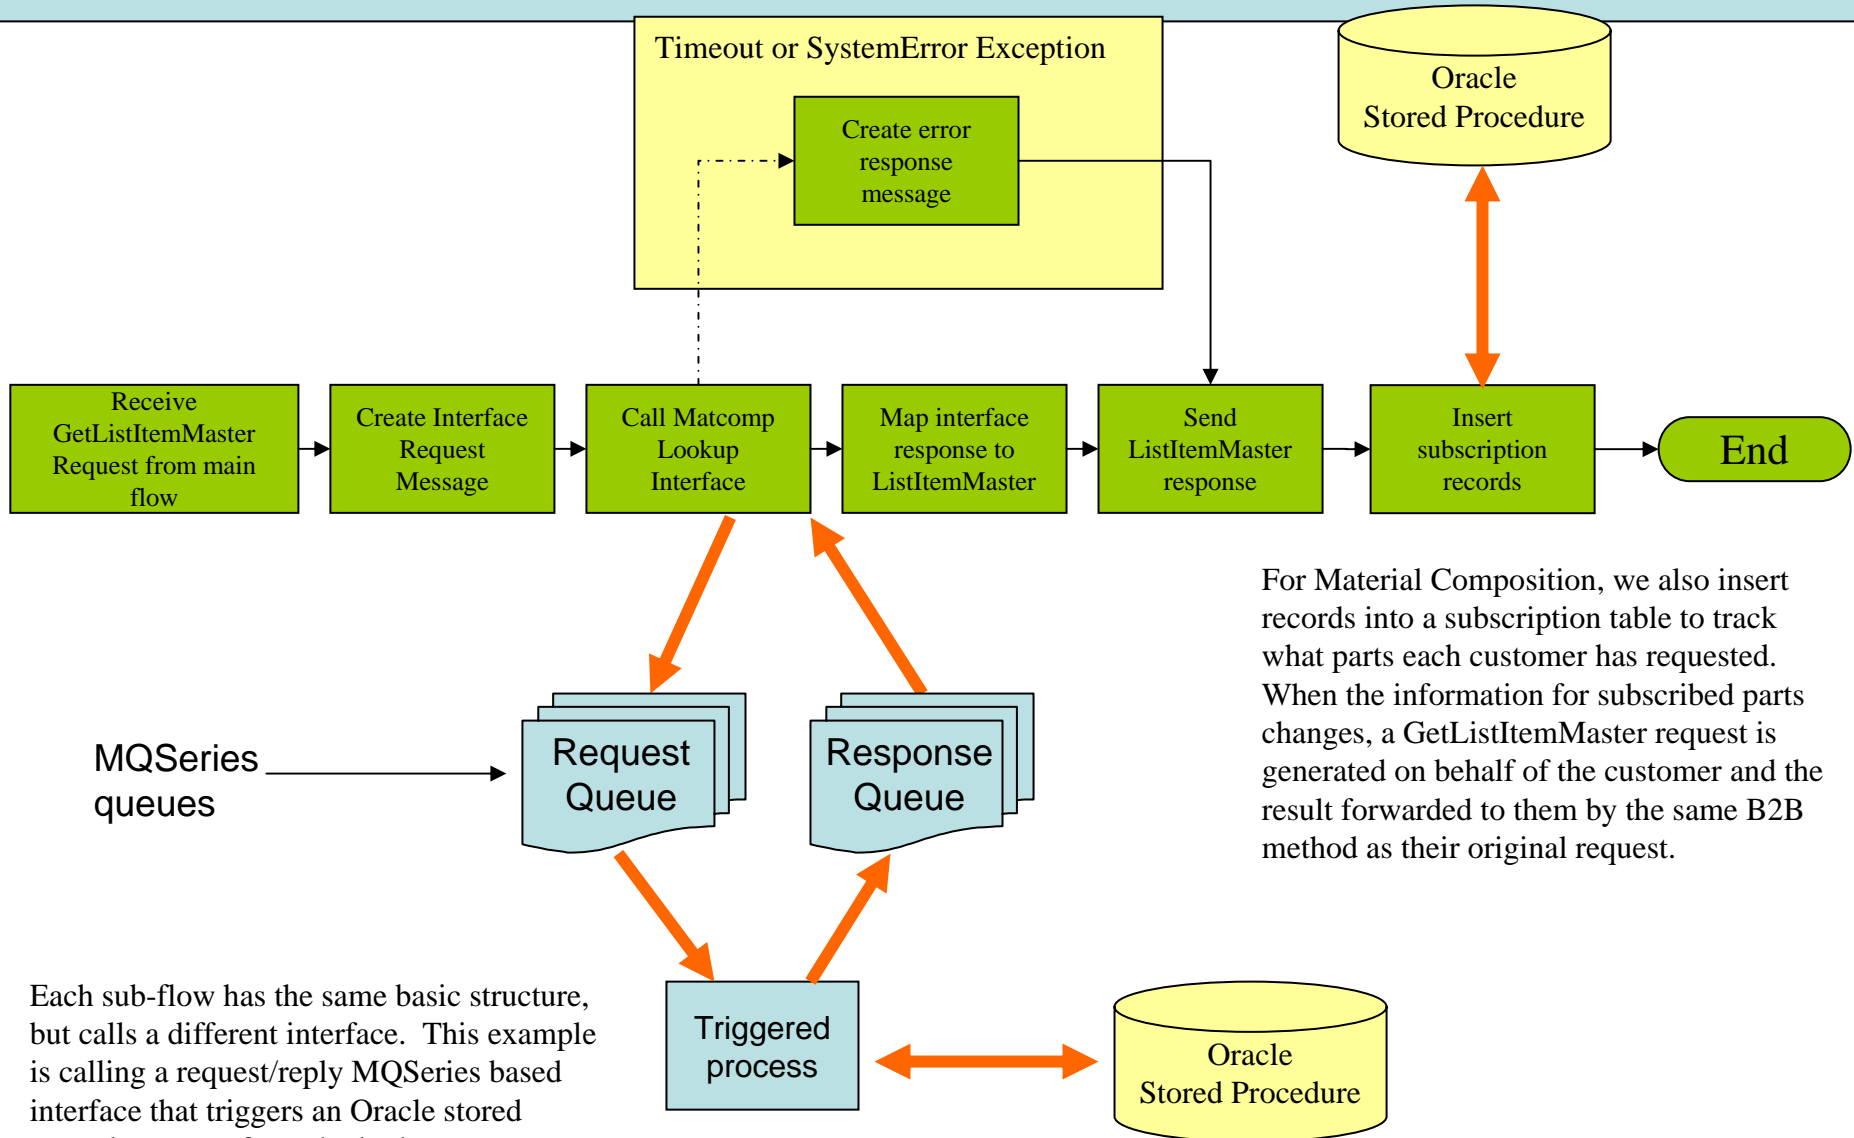 Timeout or SystemError Exception
Create error
response
message
Oracle
Stored Procedure
Receive
GetListItemMaster
Request from main
flow
Create Interface
Request
Message
Call Matcomp
Lookup
Interface
Map interface
response to
ListItemMaster
Send
ListItemMaster
response
Insert
subscription
records
End
For Material Composition, we also insert
records into a subscription table to track
what parts each customer has requested.
When the information for subscribed parts
changes, a GetListItemMaster request is
generated on behalf of the customer and the
result forwarded to them by the same B2B
method as their original request.
MQSeries
queues
Request
Queue
Response
Queue
Triggered
process
Oracle
Stored Procedure
Each sub-flow has the same basic structure,
but calls a different interface.  This example
is calling a request/reply MQSeries based
interface that triggers an Oracle stored